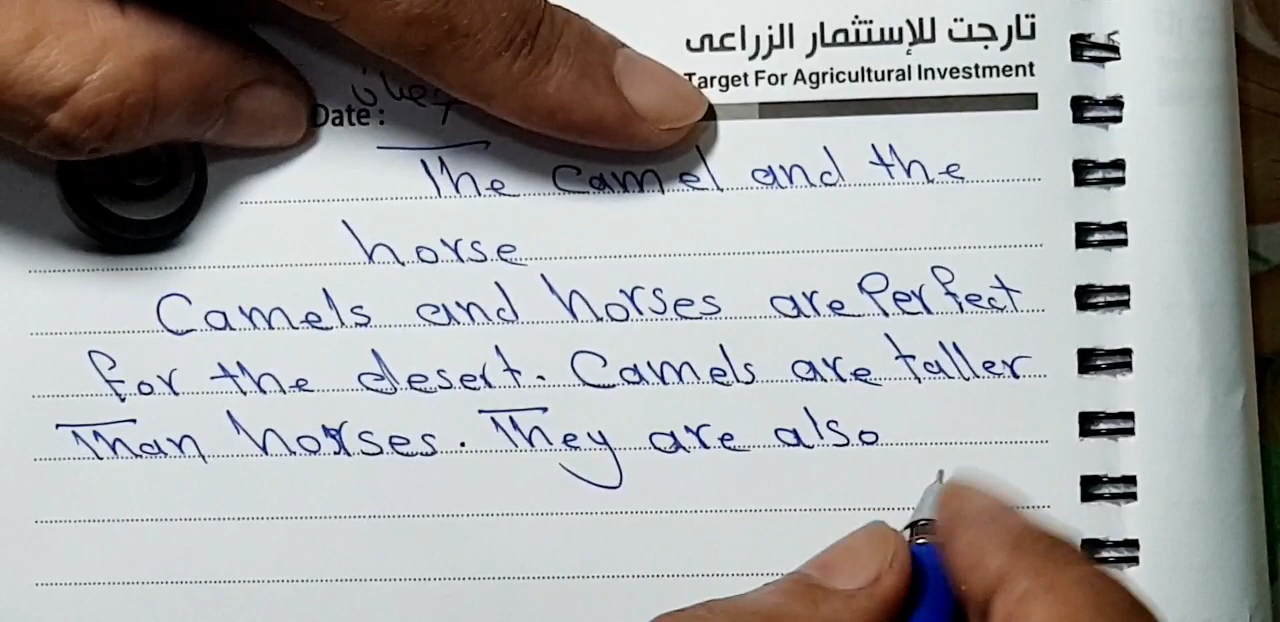 تارجت للإستثمار الزراعى
Target For Agricultural Investment
Date:
The Camel and the
horse
Camels and horses are Perfect
for the desert. Camels are taller
Than horses. They are also